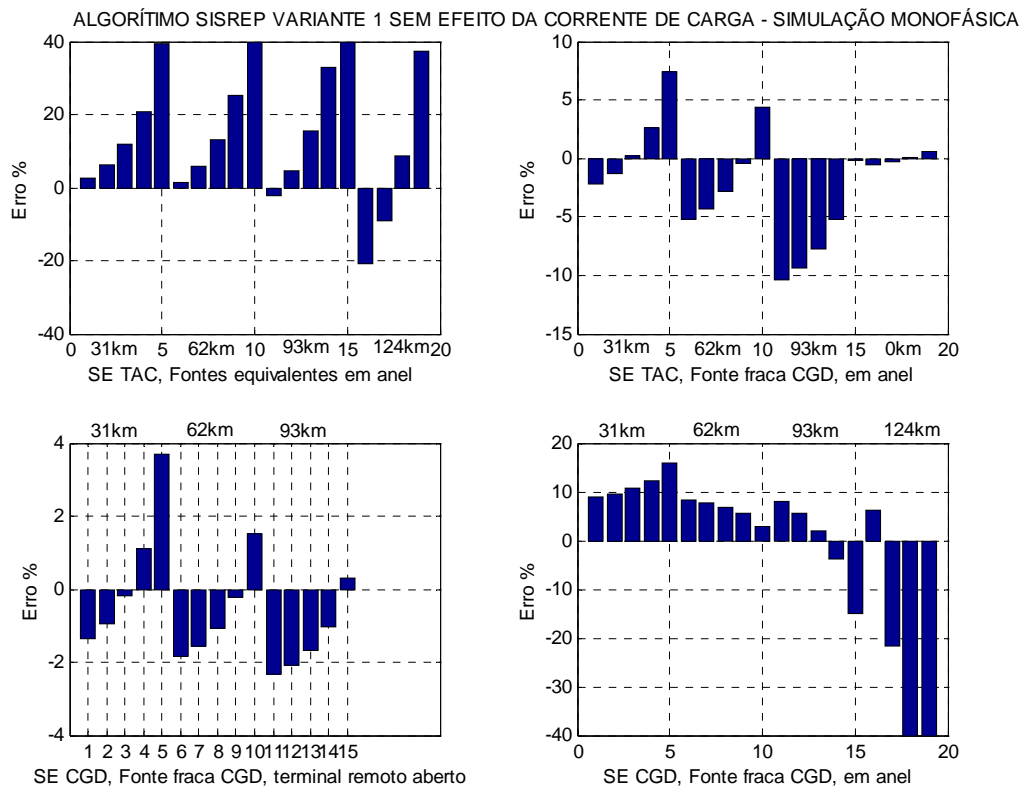 ALGORÍTIMO SISREP VARIANTE 1 SEM EFEITO DA CORRENTE DE CARGA - SIMULAÇÃO MONOFÁSICA
40
20
0
-20
-40
Erro %
0 5 10 15 20
31km 62km 93km 124km
SE TAC, Fontes equivalentes em anel
10
5
0
-5
-10
-15
Erro %
0 5 10 15 20
31km 62km 93km 0km
SE TAC, Fonte fraca CGD, em anel
31km 62km 93km
4
2
0
-2
-4
Erro %
1 2 3 4 5 6 7 8 9 10 11 12 13 14 15
SE CGD, Fonte fraca CGD, terminal remoto aberto
31km 62km 93km 124km
20
10
0
-10
-20
-30
-40
Erro %
0 5 10 15 20
SE CGD, Fonte fraca CGD, em anel